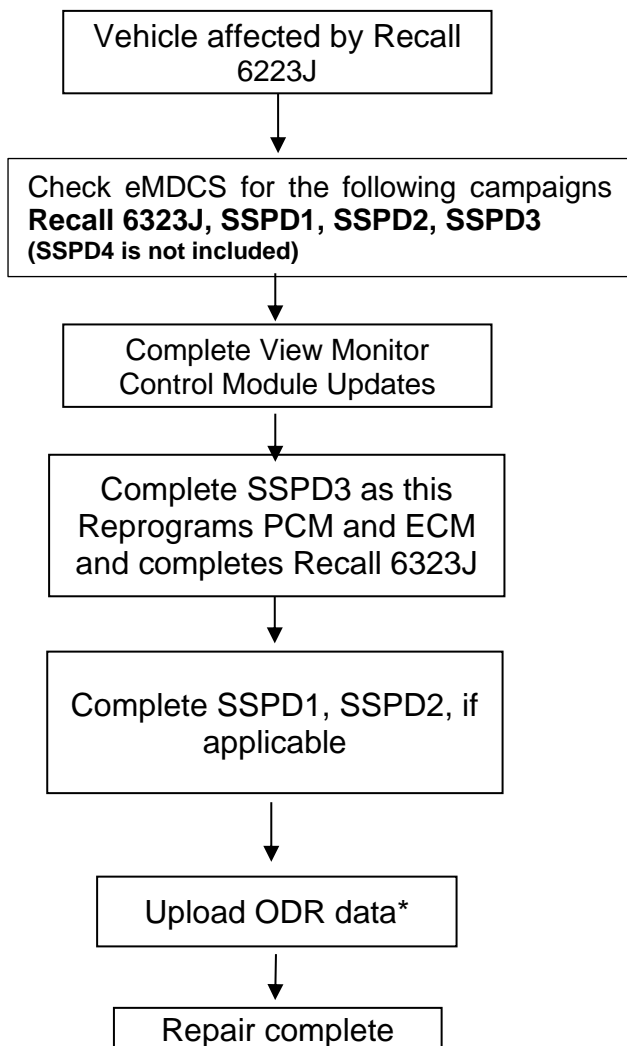 Vehicle affected by Recall
6223J
Check eMDCS for the following campaigns
Recall 6323J, SSPD1, SSPD2, SSPD3
(SSPD4 is not included)
Complete View Monitor
Control Module Updates
Complete SSPD3 as this
Reprograms PCM and ECM
and completes Recall 6323J
Complete SSPD1, SSPD2, if
applicable
Upload ODR data*
Repair complete